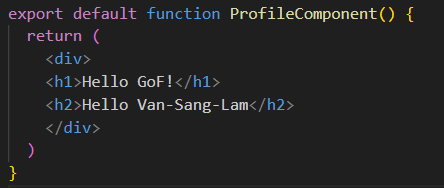 export default function ProfileComponent() {
  return (
    <div>
    <h1>Hello GoF!</h1>
    <h2>Hello Van-Sang-Lam</h2>
    </div>
  )
}